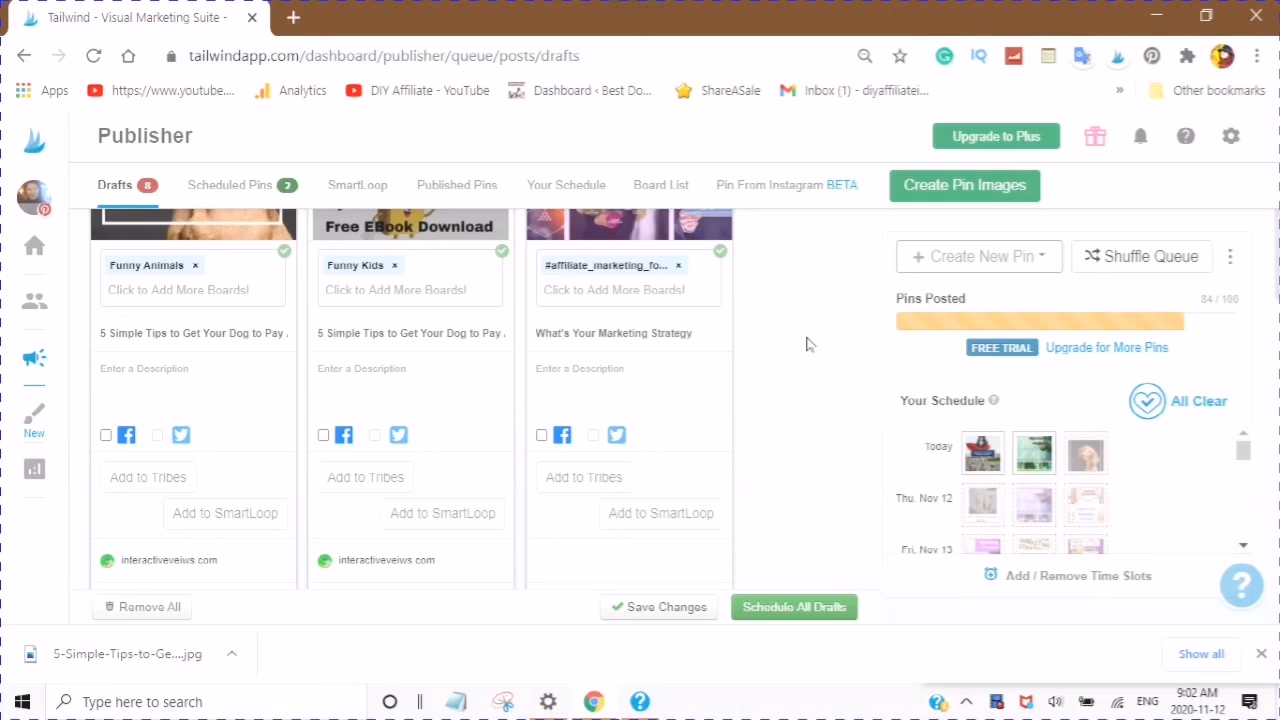 Tailwind - Visual Marketing Suite -
tailwindapp.com/dashboard/publisher/queue/posts/drafts
Apps
https://www.youtube....
Analytics
DIY Affiliate - YouTube
Dashboard ‹ Best Do...
ShareASale
Inbox (1) - diyaffiliatei...
»
Other bookmarks
Publisher
Upgrade to Plus
Drafts 8
Scheduled Pins 2
SmartLoop
Published Pins
Your Schedule
Board List
Pin From Instagram BETA
Create Pin Images
Free EBook Download
Funny Animals ×
Click to Add More Boards!
Funny Kids ×
Click to Add More Boards!
#affiliate_marketing_fo... ×
Click to Add More Boards!
5 Simple Tips to Get Your Dog to Pay
5 Simple Tips to Get Your Dog to Pay
What's Your Marketing Strategy
Enter a Description
Enter a Description
Enter a Description
Add to Tribes
Add to Tribes
Add to Tribes
Add to SmartLoop
Add to SmartLoop
Add to SmartLoop
interactiveveiws.com
interactiveveiws.com
Remove All
Save Changes
Schedule All Drafts
+ Create New Pin
Shuffle Queue
Pins Posted
84 / 100
FREE TRIAL
Upgrade for More Pins
Your Schedule
All Clear
Today
Thu. Nov 12
Fri. Nov 13
Add / Remove Time Slots
New
5-Simple-Tips-to-Ge....jpg
Show all
Type here to search
ENG
9:02 AM
2020-11-12